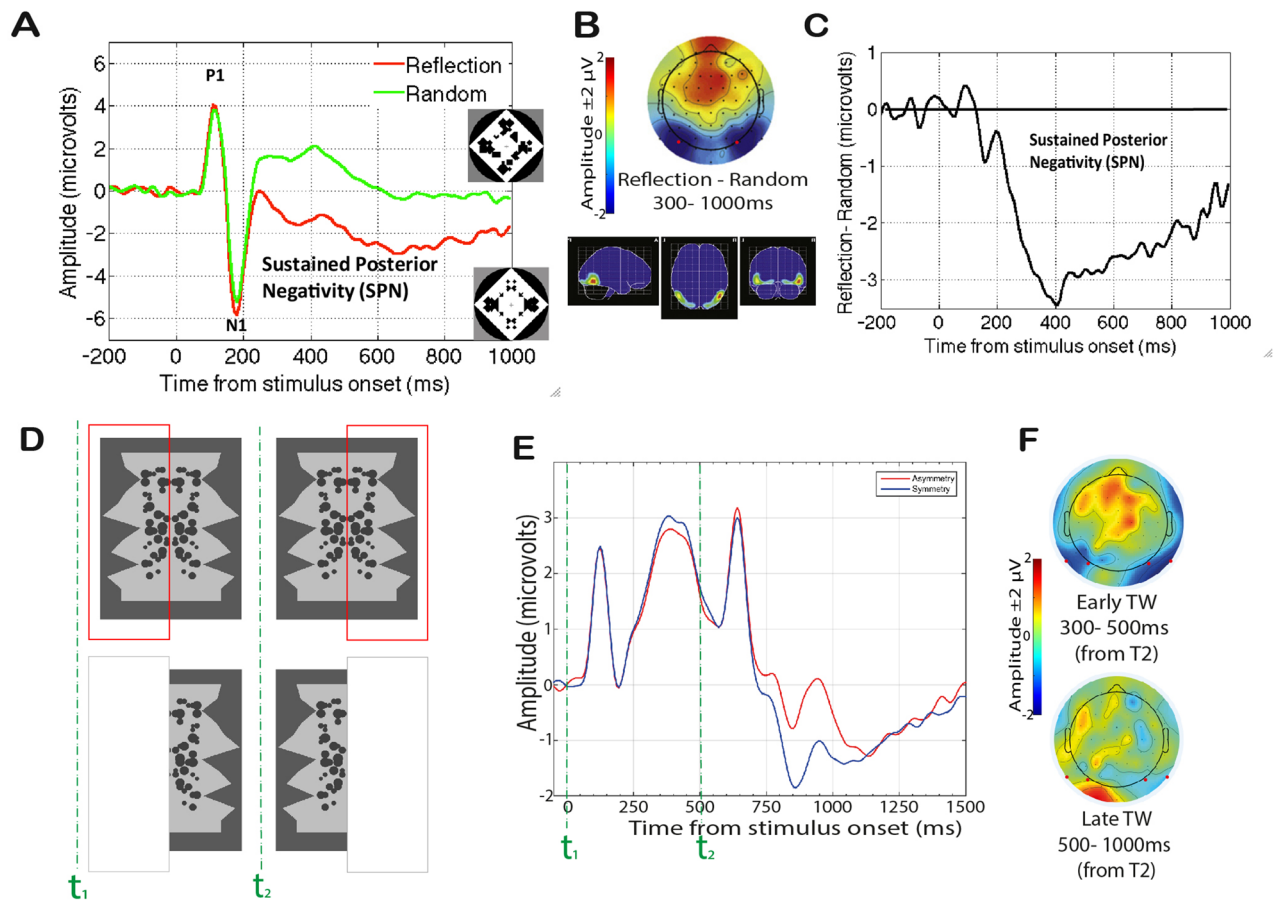 A
Amplitude (microvolts)
6
4
2
0
-2
-4
-6
P1
N1
Reflection
Random
Sustained Posterior
Negativity (SPN)
-200
0
200
400
600
800
1000
Time from stimulus onset (ms)
B
Amplitude ±2 µV
2
0
-2
Reflection - Random
300- 1000ms
C
Reflection- Random (microvolts)
1
0
-1
-2
-3
Sustained Posterior
Negativity (SPN)
-200
0
200
400
600
800
1000
Time from stimulus onset (ms)
D
t1
t2
E
Amplitude (microvolts)
3
2
1
0
-1
-2
Asymmetry
Symmetry
0
250
500
750
1000
1250
1500
Time from stimulus onset (ms)
t1
t2
F
Amplitude ±2 µV
2
0
-2
Early TW
300- 500ms
(from T2)
Late TW
500- 1000ms
(from T2)